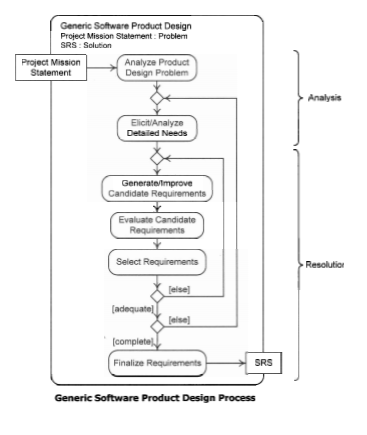 Generic Software Product Design
Project Mission Statement : Problem
SRS : Solution
Project Mission
Statement
Analyze Product
Design Problem
Analysis
Elicit/Analyze
Detailed Needs
Generate/Improve
Candidate Requirements
Evaluate Candidate
Requirements
Select Requirements
Resolution
[else]
[adequate]
[else]
[complete]
Finalize Requirements
SRS
Generic Software Product Design Process